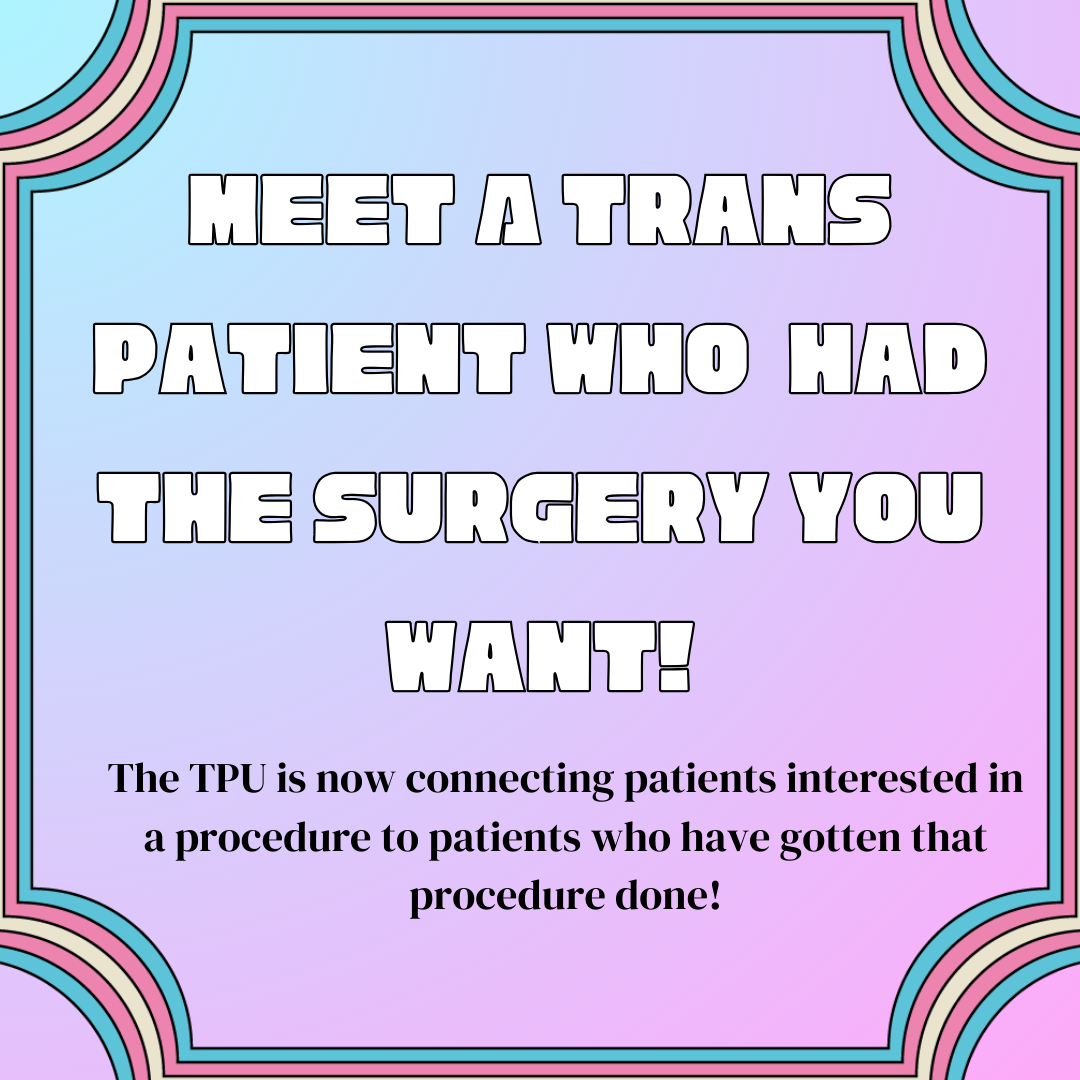 MEET A TRANS
PATIENT WHO HAD
THE SURGERY YOU
WANT!
The TPU is now connecting patients interested in
a procedure to patients who have gotten that
procedure done!